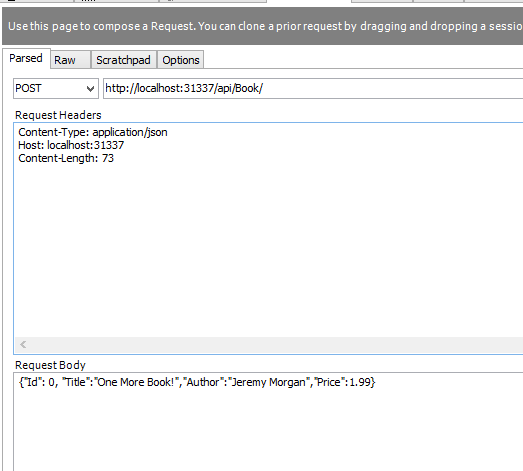 Use this page to compose a Request. You can clone a prior request by dragging and dropping a sessio
Parsed Raw Scratchpad Options
POST http://localhost:31337/api/Book/
Request Headers
Content-Type: application/json
Host: localhost:31337
Content-Length: 73
Request Body
{"Id": 0, "Title":"One More Book!","Author":"Jeremy Morgan","Price":1.99}